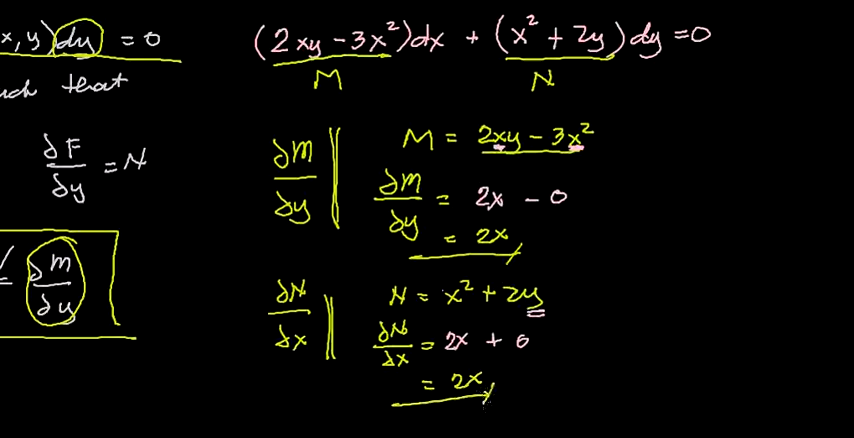 x, y) dy = 0
such that
∂F/∂y = N
∂m/∂y
(2xy - 3x²)dx + (x² + 2y)dy = 0
M N
∂m/∂y
M = 2xy - 3x²
∂m/∂y = 2x - 0
= 2x
∂N/∂x
N = x² + 2y
∂N/∂x = 2x + 0
= 2x